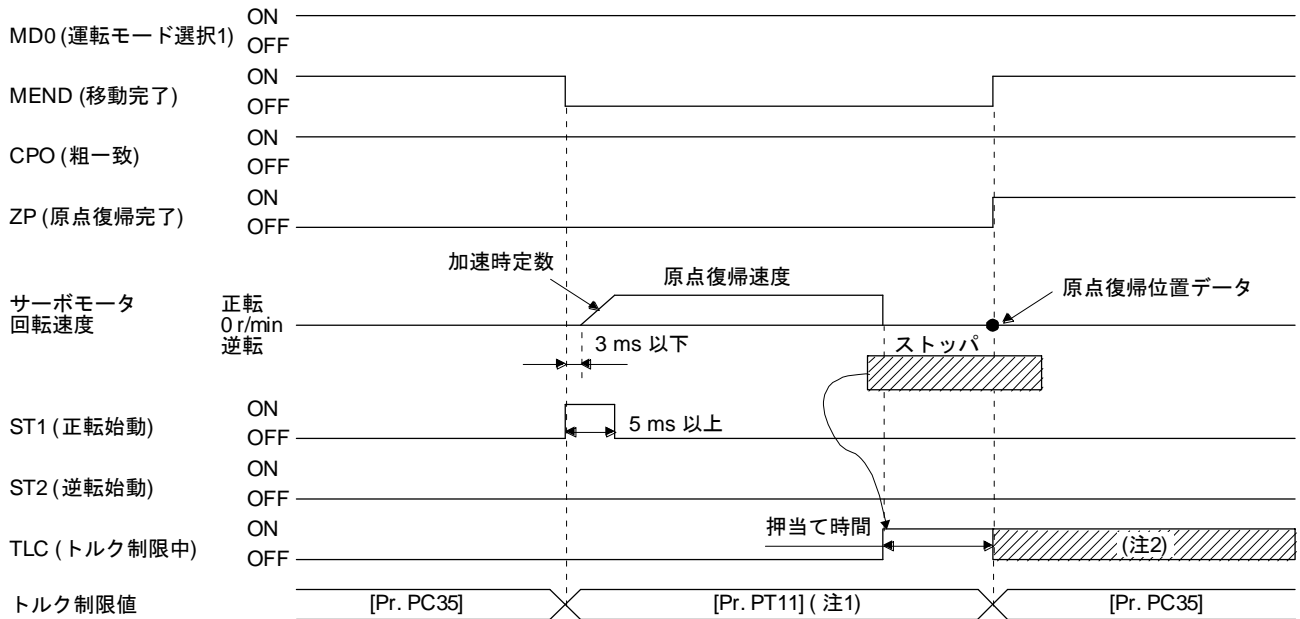 MD0 (運転モード選択1)
ON
OFF
MEND (移動完了)
ON
OFF
CPO (粗一致)
ON
OFF
ZP (原点復帰完了)
ON
OFF
加速時定数
原点復帰速度
原点復帰位置データ
サーボモータ
回転速度
正転
0 r/min
逆転
3 ms 以下
ストッパ
ST1 (正転始動)
ON
OFF
5 ms 以上
ST2 (逆転始動)
ON
OFF
TLC (トルク制限中)
ON
OFF
押当て時間
(注2)
トルク制限値
[Pr. PC35]
[Pr. PT11] ( 注1)
[Pr. PC35]